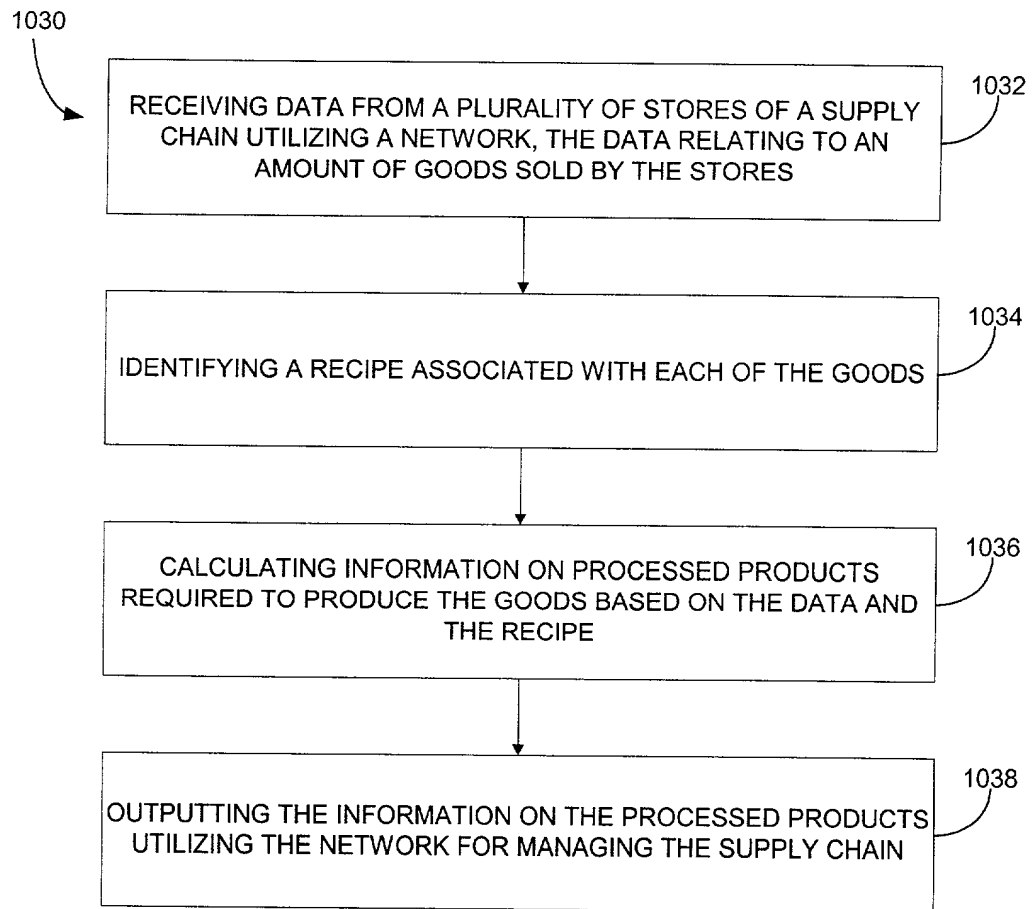 1030
1032
RECEIVING DATA FROM A PLURALITY OF STORES OF A SUPPLY
CHAIN UTILIZING A NETWORK, THE DATA RELATING TO AN
AMOUNT OF GOODS SOLD BY THE STORES
1034
IDENTIFYING A RECIPE ASSOCIATED WITH EACH OF THE GOODS
1036
CALCULATING INFORMATION ON PROCESSED PRODUCTS
REQUIRED TO PRODUCE THE GOODS BASED ON THE DATA AND
THE RECIPE
1038
OUTPUTTING THE INFORMATION ON THE PROCESSED PRODUCTS
UTILIZING THE NETWORK FOR MANAGING THE SUPPLY CHAIN